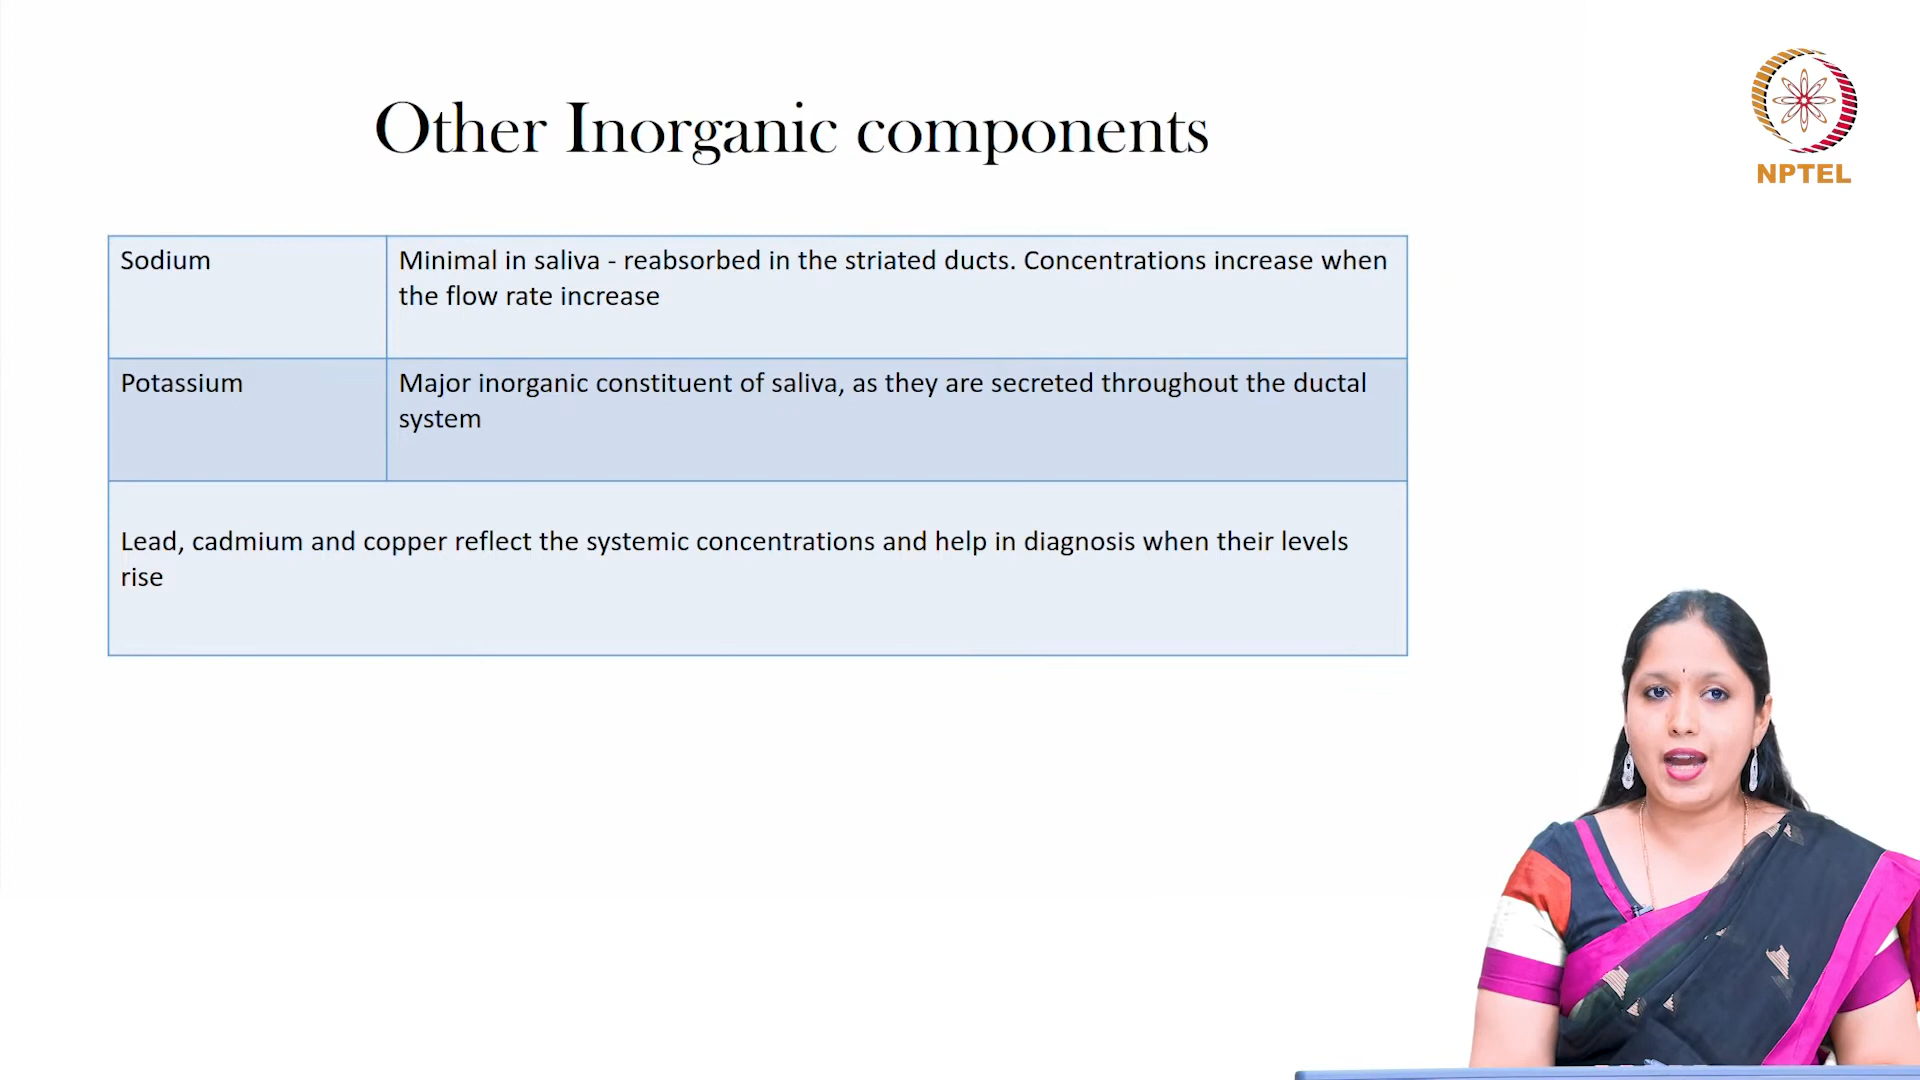 Other Inorganic components
NPTEL
Sodium
Minimal in saliva - reabsorbed in the striated ducts. Concentrations increase when
the flow rate increase
Potassium
Major inorganic constituent of saliva, as they are secreted throughout the ductal
system
Lead, cadmium and copper reflect the systemic concentrations and help in diagnosis when their levels
rise